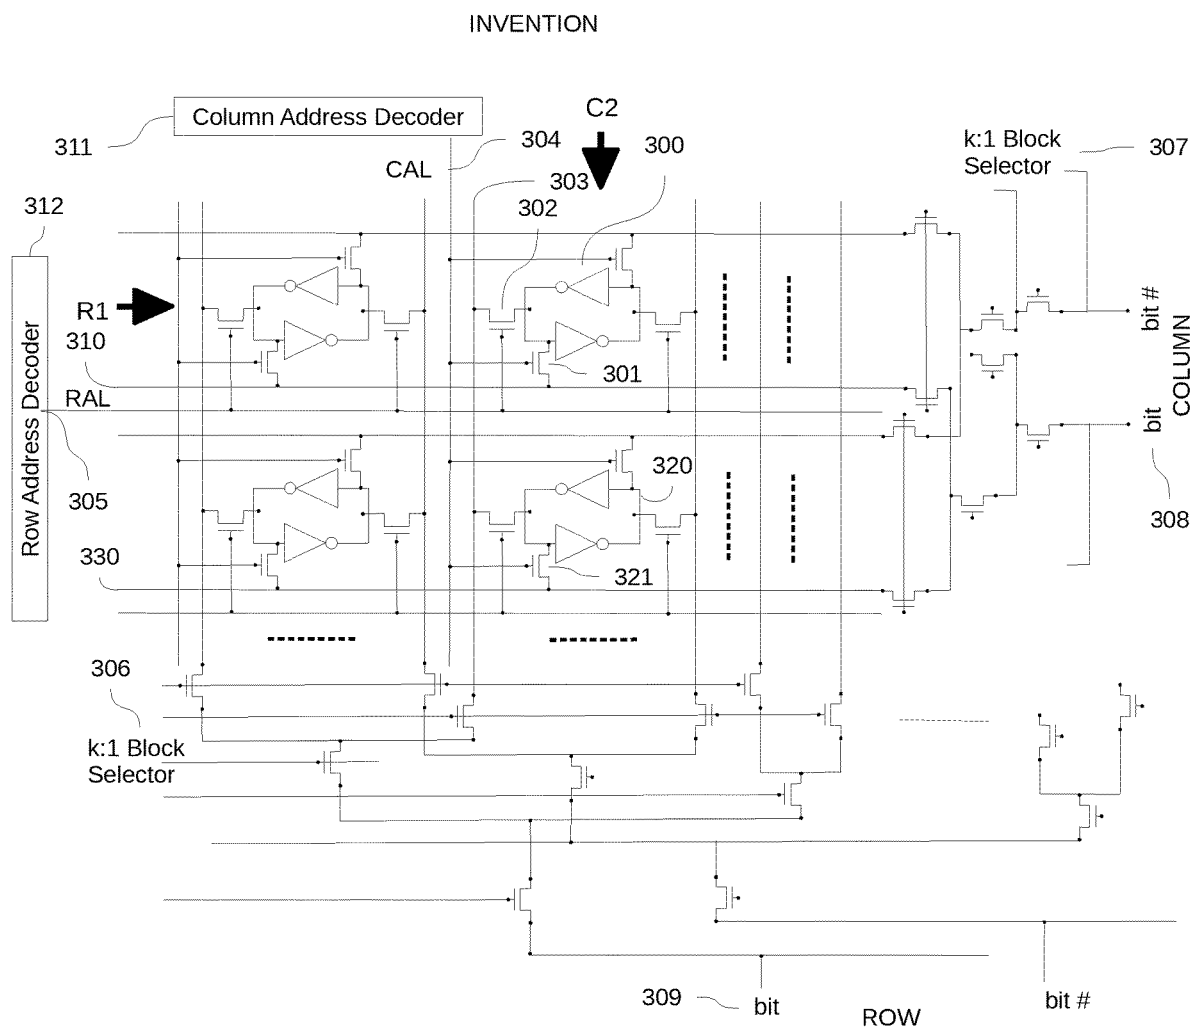 INVENTION
Column Address Decoder
C2
311
304
300
k:1 Block
Selector
307
CAL
303
302
312
R1
bit #
310
301
COLUMN
RAL
Row Address Decoder
bit
305
320
308
330
321
306
k:1 Block
Selector
309
bit
bit #
ROW